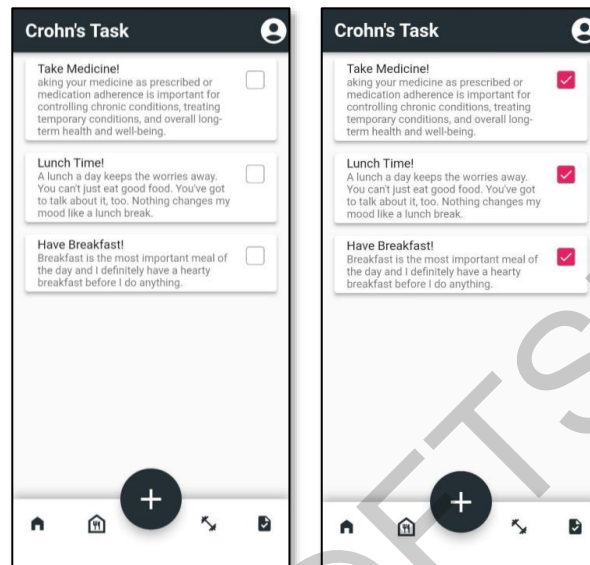 Crohn's Task
Take Medicine!
aking your medicine as prescribed or
medication adherence is important for
controlling chronic conditions, treating
temporary conditions, and overall long-
term health and well-being.
Lunch Time!
A lunch a day keeps the worries away.
You can't just eat good food. You've got
to talk about it, too. Nothing changes my
mood like a lunch break.
Have Breakfast!
Breakfast is the most important meal of
the day and I definitely have a hearty
breakfast before I do anything.
Crohn's Task
Take Medicine!
aking your medicine as prescribed or
medication adherence is important for
controlling chronic conditions, treating
temporary conditions, and overall long-
term health and well-being.
Lunch Time!
A lunch a day keeps the worries away.
You can't just eat good food. You've got
to talk about it, too. Nothing changes my
mood like a lunch break.
Have Breakfast!
Breakfast is the most important meal of
the day and I definitely have a hearty
breakfast before I do anything.